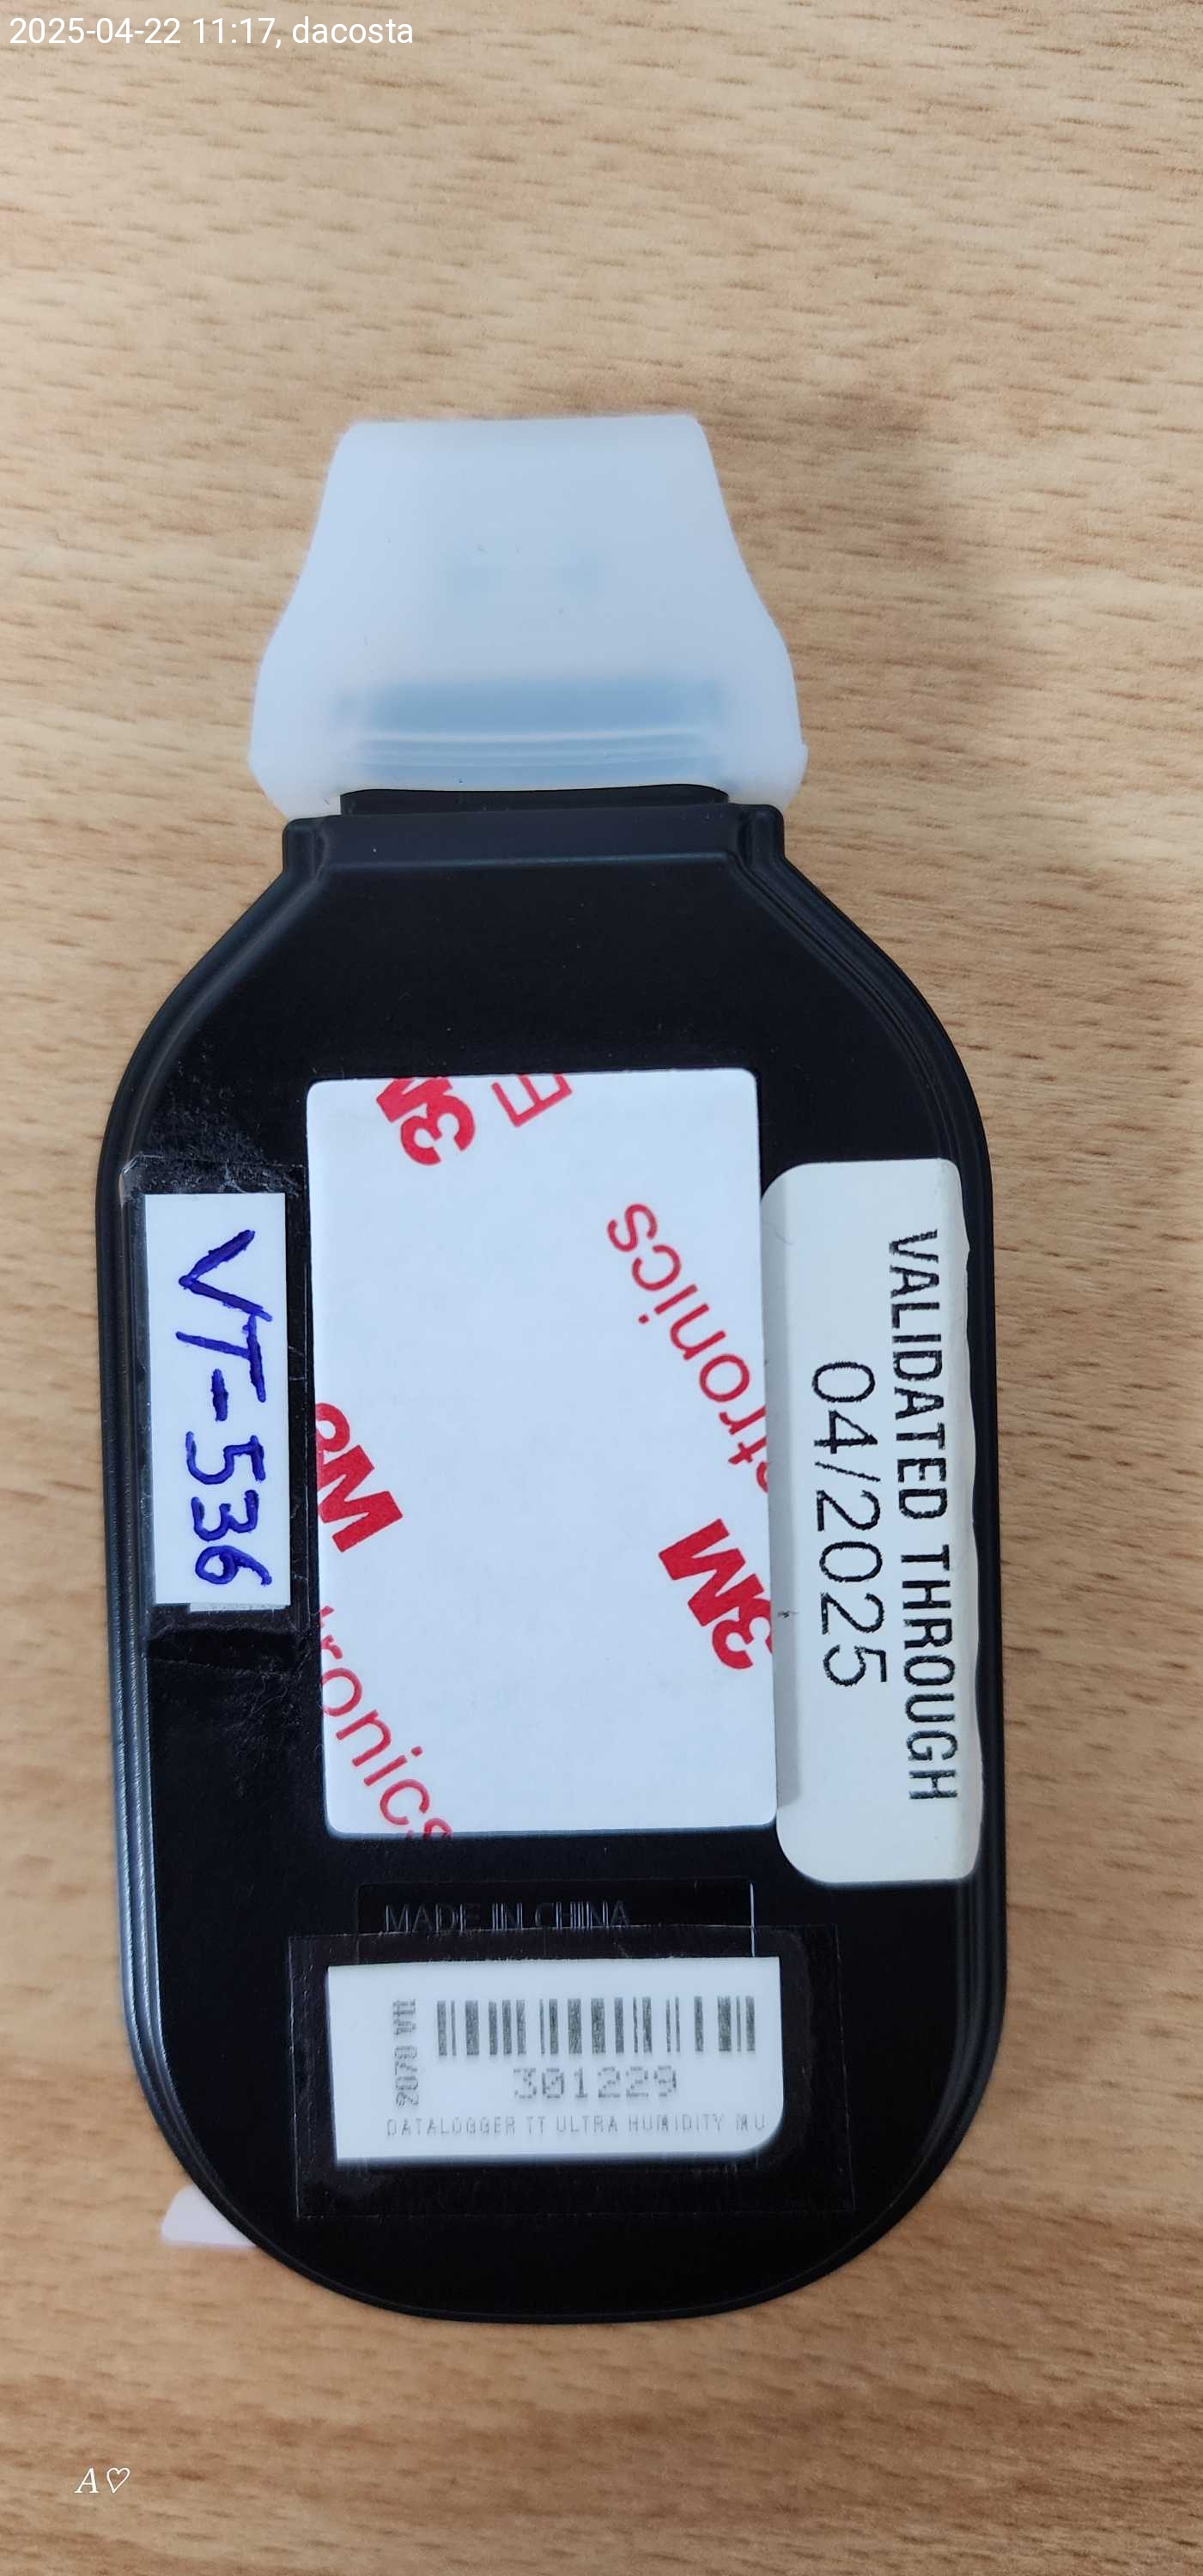 2025-04-22 11:17, dacosta
3M
E
tronics
3M
3M
tronics
VT-536
VALIDATED THROUGH
04/2025
MADE IN CHINA
301229
DATALOGGER TT ULTRA HUMIDITY MU
A♡